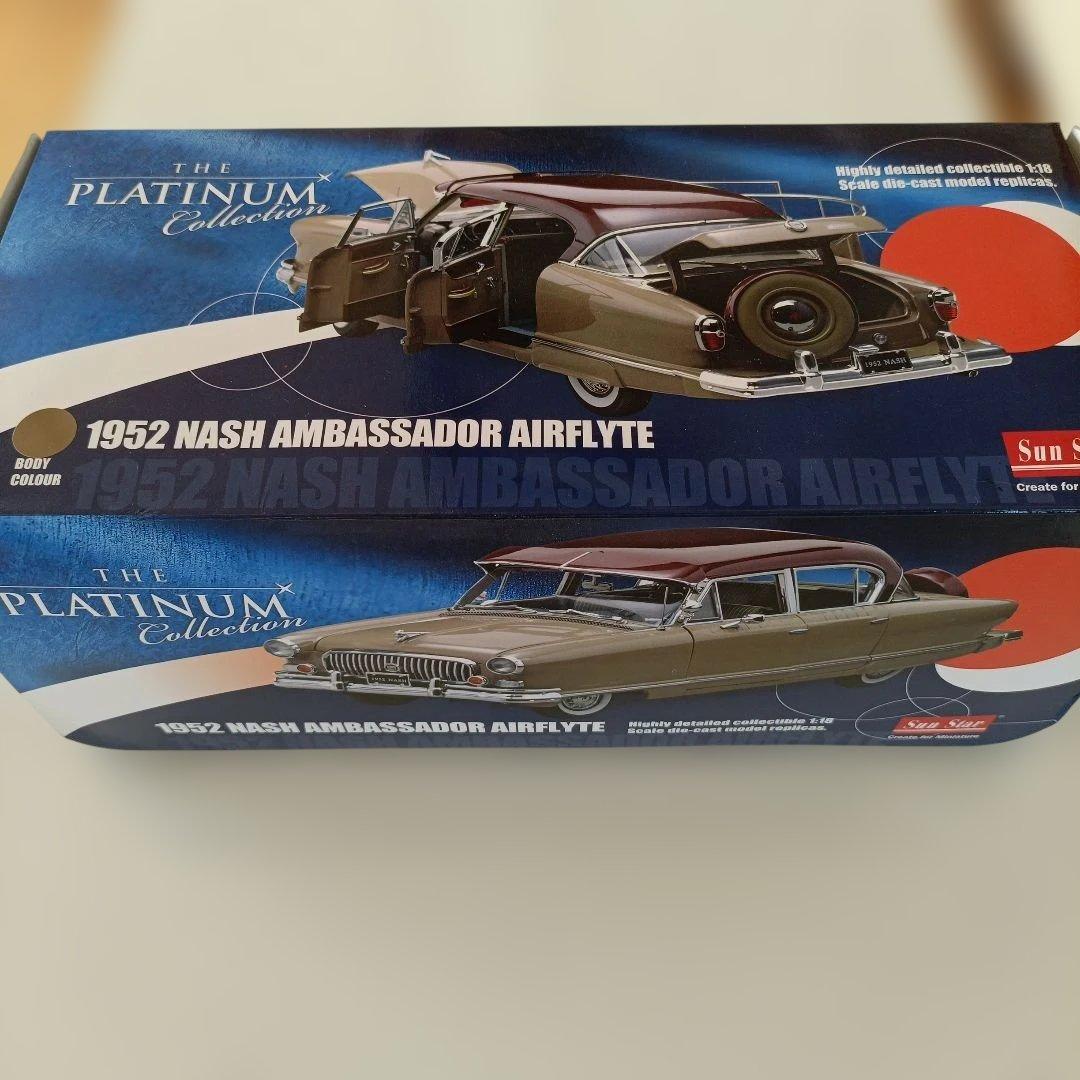 THE
PLATINUM
Collection
Highly detailed collectible 1:18
Scale die-cast model replicas.
1952 NASH
1952 NASH AMBASSADOR AIRFLYTE
BODY
COLOUR
1952 NASH AMBASSADOR AIRFLYT
Sun S
Create for
THE
PLATINUM
Collection
1952 NASH
1952 NASH AMBASSADOR AIRFLYTE
Highly detailed collectible 1:18
Scale die-cast model replicas.
Sun Star
Create for Miniature